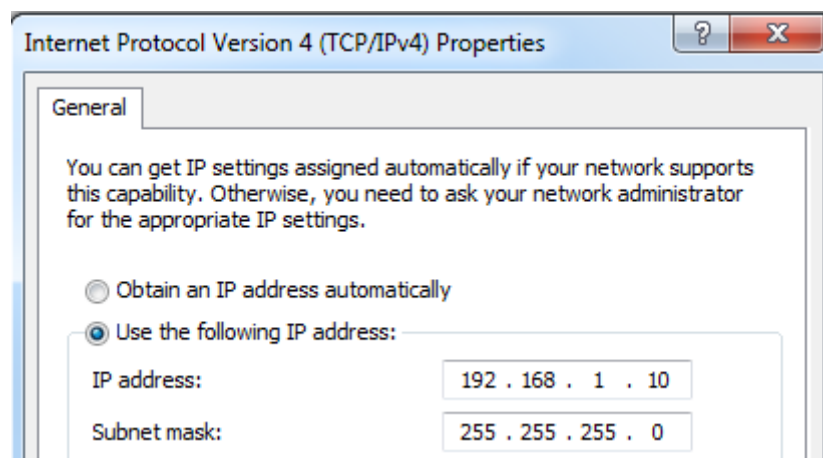 Internet Protocol Version 4 (TCP/IPv4) Properties
General
You can get IP settings assigned automatically if your network supports
this capability. Otherwise, you need to ask your network administrator
for the appropriate IP settings.
Obtain an IP address automatically
Use the following IP address:
IP address: 192 . 168 . 1 . 10
Subnet mask: 255 . 255 . 255 . 0